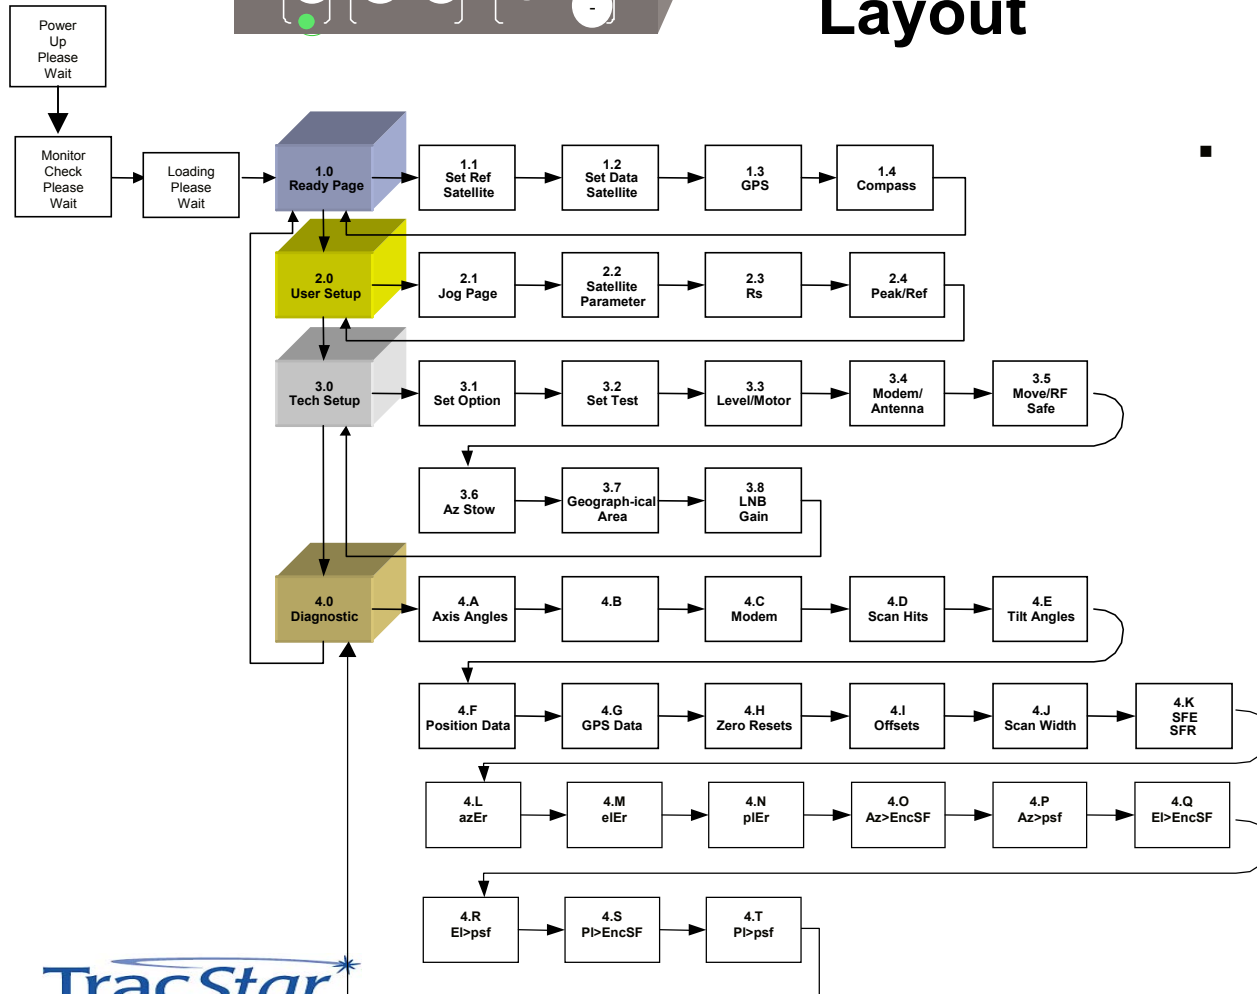 Layout
-
Power
Up
Please
Wait
Monitor
Check
Please
Wait
Loading
Please
Wait
1.0
Ready Page
1.1
Set Ref
Satellite
1.2
Set Data
Satellite
1.3
GPS
1.4
Compass
2.0
User Setup
2.1
Jog Page
2.2
Satellite
Parameter
2.3
Rs
2.4
Peak/Ref
3.0
Tech Setup
3.1
Set Option
3.2
Set Test
3.3
Level/Motor
3.4
Modem/
Antenna
3.5
Move/RF
Safe
3.6
Az Stow
3.7
Geograph-ical
Area
3.8
LNB
Gain
4.0
Diagnostic
4.A
Axis Angles
4.B
4.C
Modem
4.D
Scan Hits
4.E
Tilt Angles
4.F
Position Data
4.G
GPS Data
4.H
Zero Resets
4.I
Offsets
4.J
Scan Width
4.K
SFE
SFR
4.L
azEr
4.M
elEr
4.N
plEr
4.O
Az>EncSF
4.P
Az>psf
4.Q
El>EncSF
4.R
El>psf
4.S
Pl>EncSF
4.T
Pl>psf
TracStar